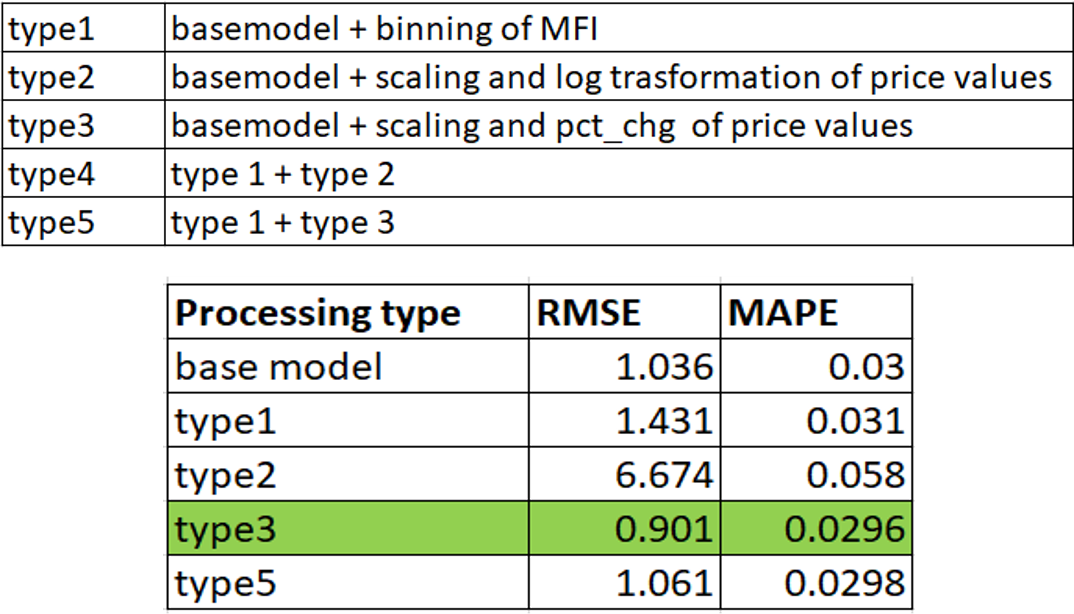 type1 basemodel + binning of MFI
type2 basemodel + scaling and log trasformation of price values
type3 basemodel + scaling and pct_chg of price values
type4 type 1 + type 2
type5 type 1 + type 3
Processing type RMSE MAPE
base model 1.036 0.03
type1 1.431 0.031
type2 6.674 0.058
type3 0.901 0.0296
type5 1.061 0.0298